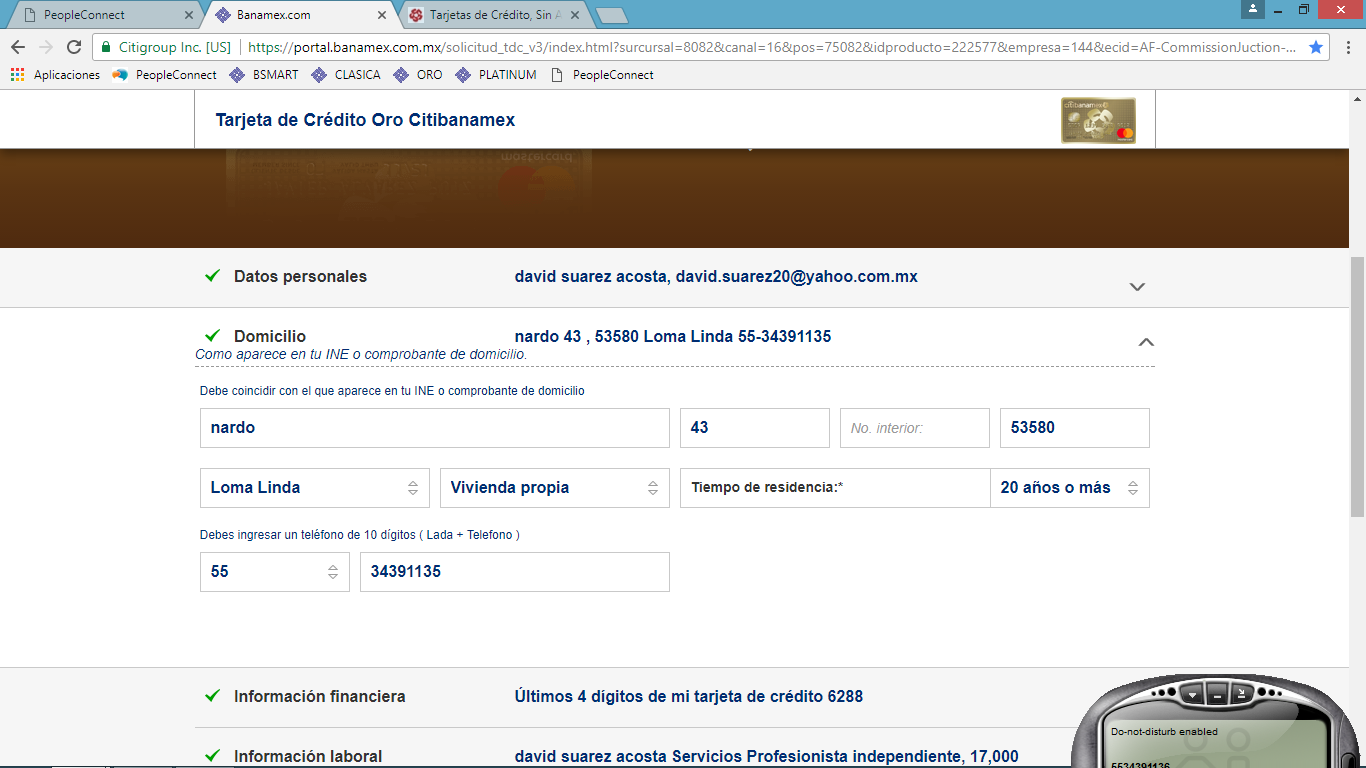 PeopleConnect
Banamex.com
Tarjetas de Crédito, Sin A
Citigroup Inc. [US]
https://portal.banamex.com.mx/solicitud_tdc_v3/index.html?surcursal=8082&canal=16&pos=75082&idproducto=222577&empresa=144&ecid=AF-CommissionJuction-...
Aplicaciones PeopleConnect BSMART CLASICA ORO PLATINUM PeopleConnect
Tarjeta de Crédito Oro Citibanamex
citibanamex
mastercard
Datos personales david suarez acosta, david.suarez20@yahoo.com.mx
Domicilio nardo 43 , 53580 Loma Linda 55-34391135
Como aparece en tu INE o comprobante de domicilio.
Debe coincidir con el que aparece en tu INE o comprobante de domicilio
nardo 43 No. interior: 53580
Loma Linda Vivienda propia Tiempo de residencia:* 20 años o más
Debes ingresar un teléfono de 10 dígitos ( Lada + Telefono )
55 34391135
Información financiera Últimos 4 dígitos de mi tarjeta de crédito 6288
Información laboral david suarez acosta Servicios Profesionista independiente, 17,000
Do-not-disturb enabled
5534391136